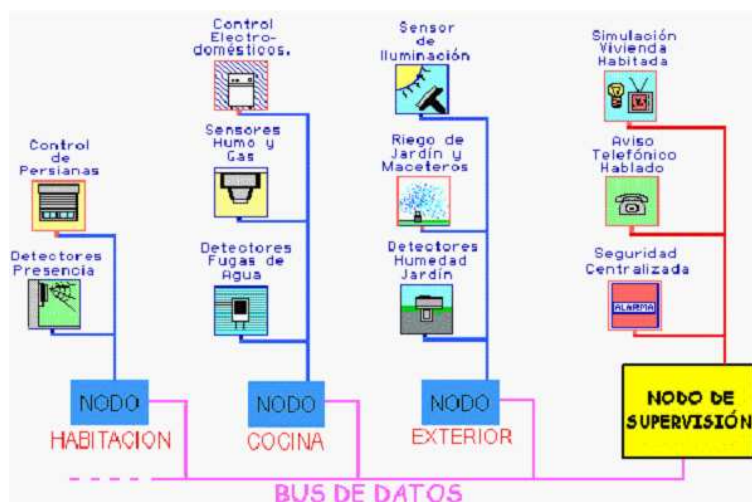 Control
Electro-
domésticos.
Sensor
de
Iluminación
Simulación
Vivienda
Habitada
Control
de
Persianas
Sensores
Humo y
Gas
Riego de
Jardín y
Maceteros
Aviso
Telefónico
Hablado
Detectores
Presencia
Detectores
Fugas de
Agua
Detectores
Humedad
Jardín
Seguridad
Centralizada
ALARMA
NODO
HABITACION
NODO
COCINA
NODO
EXTERIOR
NODO DE
SUPERVISIÓN
BUS DE DATOS